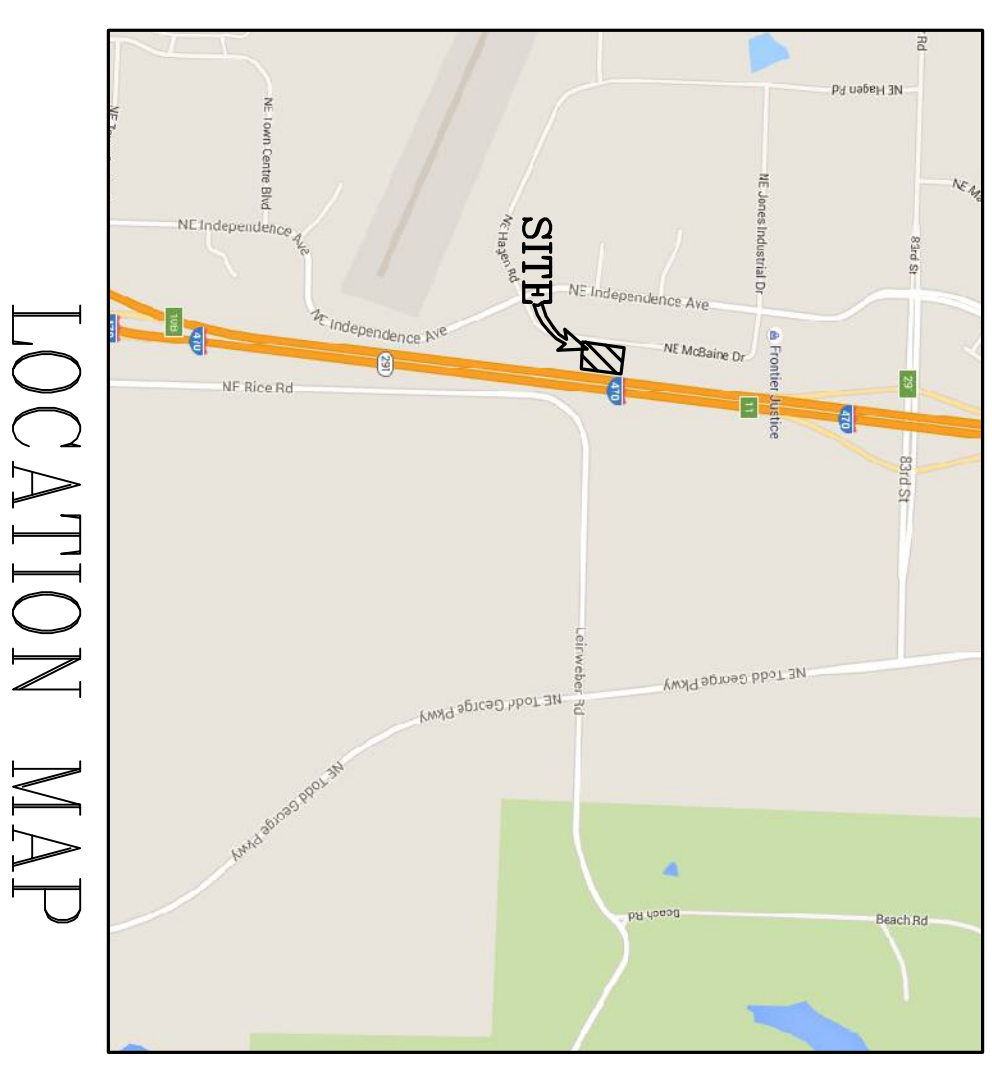 Rd
NE Hagen Rd
NE Town Centre Blvd
NE Jones Industrial Dr
83rd St
NE Independence Ave
NE Hagen Rd
SITE
NE Independence Ave
NE Independence Ave
NE McBaine Dr
Frontier Justice
10B
470
291
470
11
470
29
NE Rice Rd
83rd St
Leinweber Rd
NE Todd George Pkwy
NE Todd George Pkwy
NE Todd George Pkwy
Beach Rd
Beach Rd
LOCATION MAP